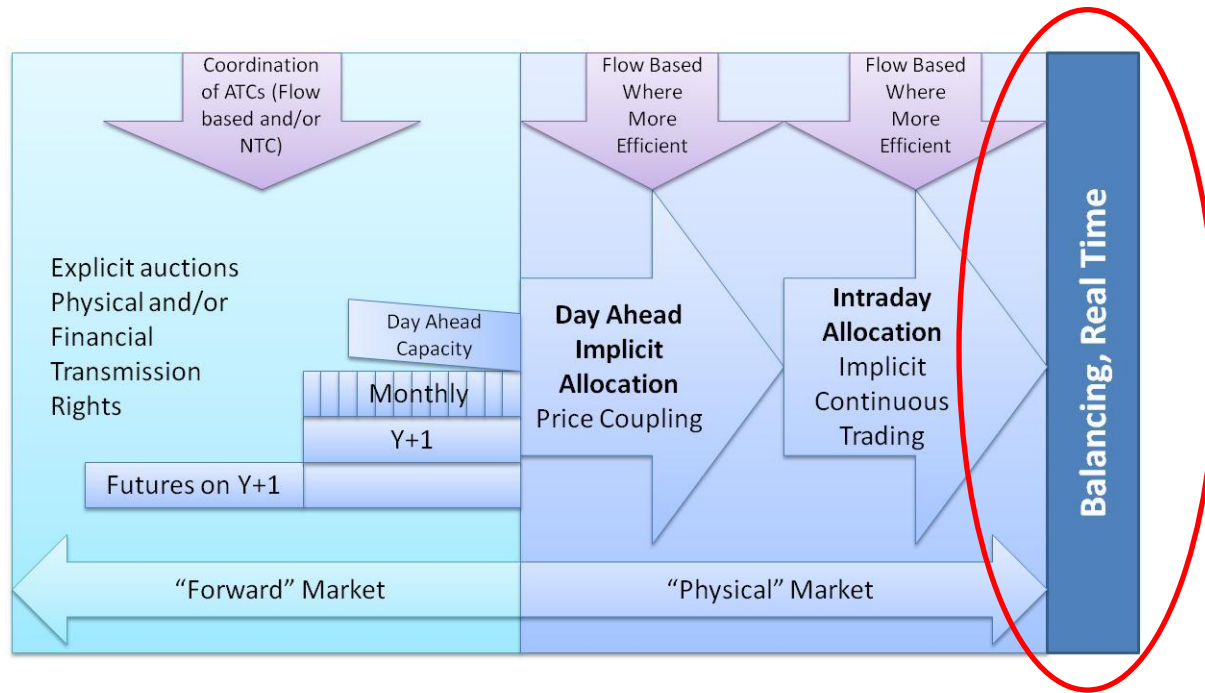 Coordination
of ATCs (Flow
based and/or
NTC)
Flow Based
Where
More
Efficient
Flow Based
Where
More
Efficient
Explicit auctions
Physical and/or
Financial
Transmission
Rights
Day Ahead
Capacity
Monthly
Y+1
Futures on Y+1
Day Ahead
Implicit
Allocation
Price Coupling
Intraday
Allocation
Implicit
Continuous
Trading
Balancing, Real Time
“Forward” Market
“Physical” Market